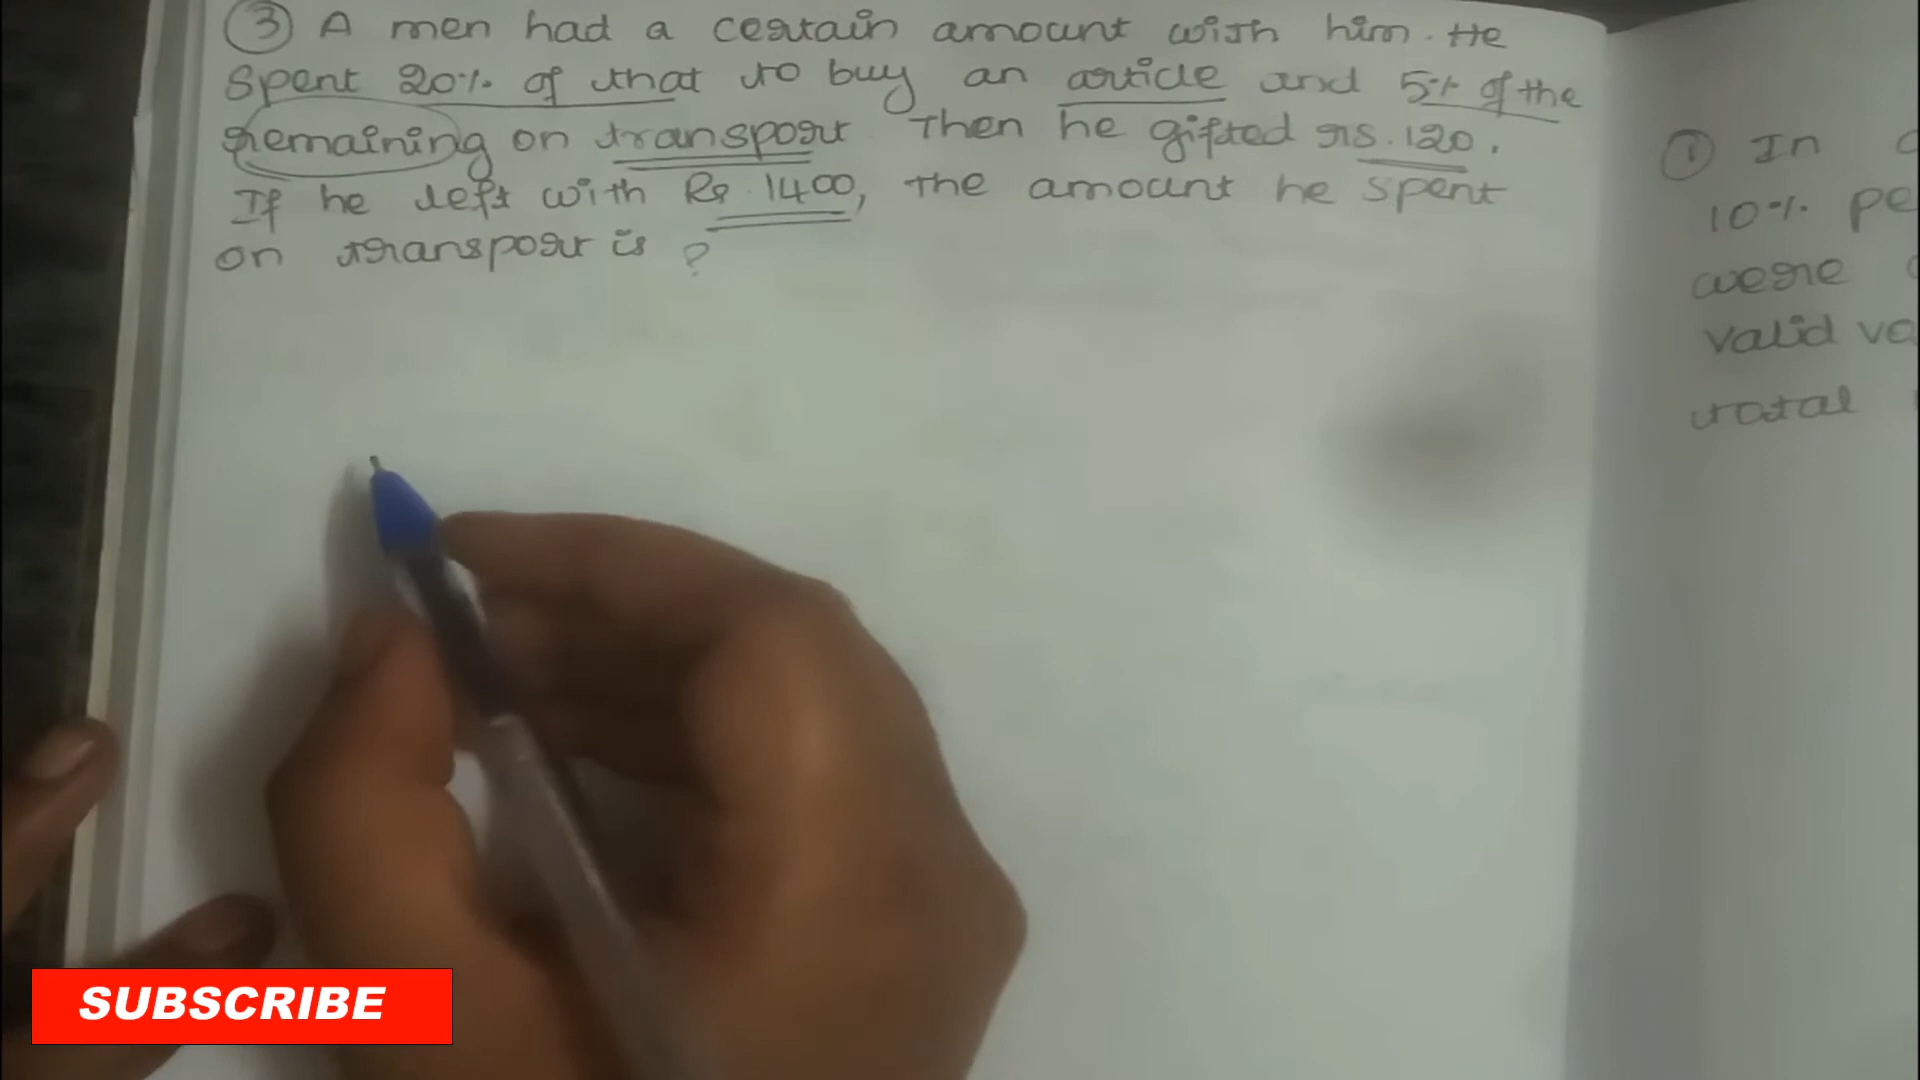 ③ A men had a certain amount with him. He
spent 20% of that to buy an article and 5% of the
remaining on transport Then he gifted rs. 120.
If he left with Rs. 1400, the amount he spent
on transport is ?
① In
10% pe
were
valid vo
total
SUBSCRIBE